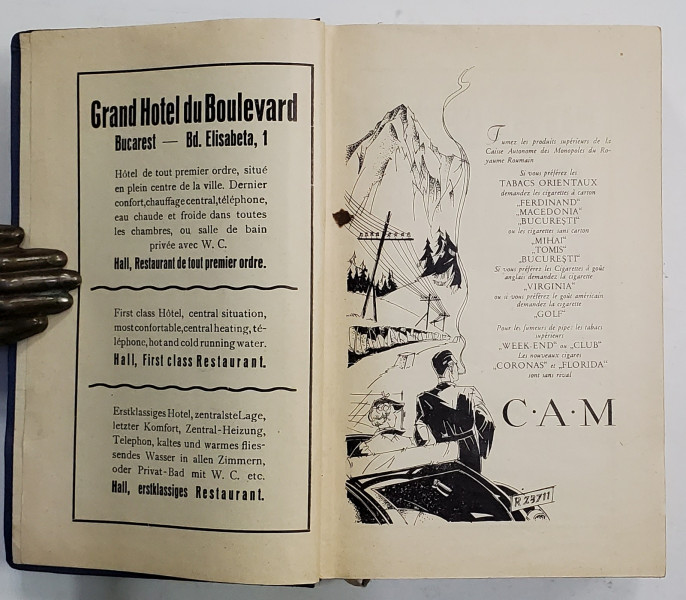 Grand Hotel du Boulevard
Bucarest — Bd. Elisabeta, 1
Hôtel de tout premier ordre, situé
en plein centre de la ville. Dernier
confort, chauffage central, téléphone,
eau chaude et froide dans toutes
les chambres, ou salle de bain
privée avec W. C.
Hall, Restaurant de tout premier ordre.
First class Hôtel, central situation,
most confortable, central heating, té-
léphone, hot and cold running water.
Hall, First class Restaurant.
Erstklassiges Hotel, zentralste Lage,
letzter Komfort, Zentral-Heizung,
Telephon, kaltes und warmes flies-
sendes Wasser in allen Zimmern,
oder Privat-Bad mit W. C. etc.
Hall, erstklassiges Restaurant.
Fumez les produits supérieurs de la
Caisse Autonome des Monopoles du Ro-
yaume Roumain
Si vous préférez les
TABACS ORIENTAUX
demandez les cigarettes à carton
„FERDINAND"
„MACEDONIA"
„BUCUREŞTI"
ou les cigarettes sans carton
„MIHAI"
„TOMIS"
„BUCUREŞTI"
Si vous préférez les Cigarettes à goût
anglais demandez la cigarette
„VIRGINIA"
ou si vous préférez le goût américain
demandez la cigarette
„GOLF"
Pour les fumeurs de pipes: les tabacs
supérieurs
„WEEK-END" ou „CLUB"
Les nouveaux cigares
„CORONAS" et „FLORIDA"
sont sans rival
C·A·M
R 23711